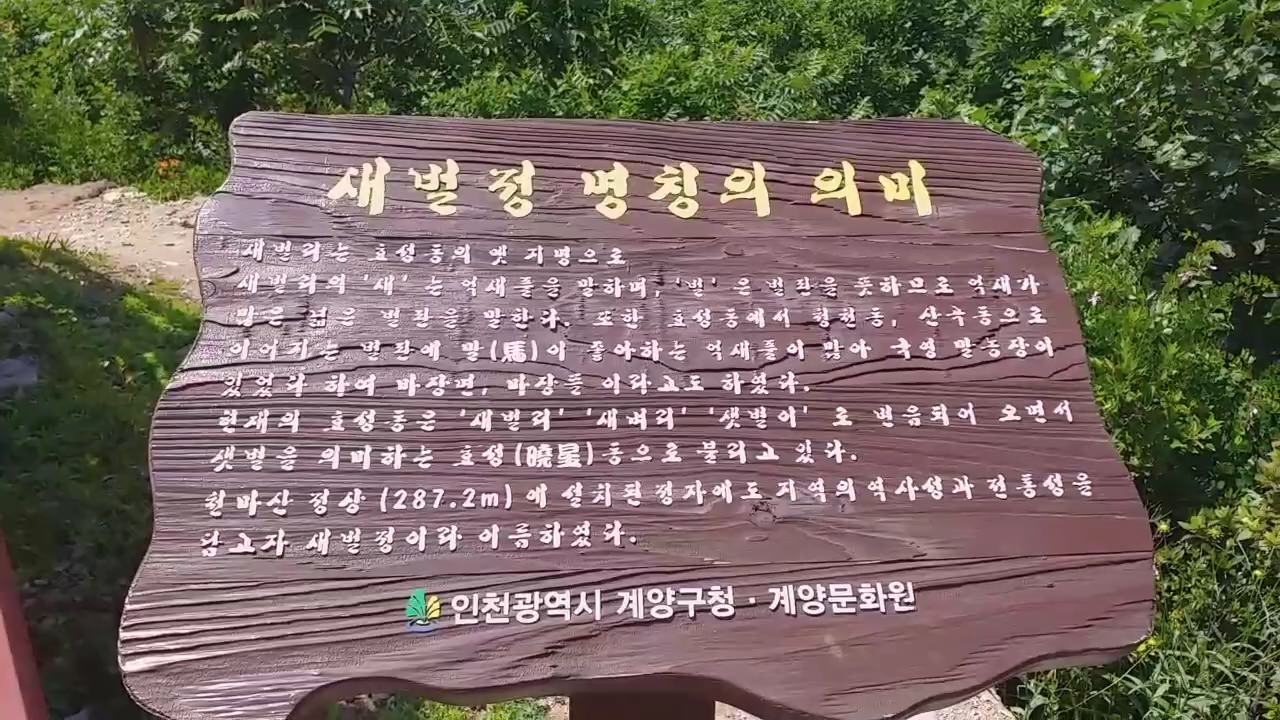 새벌정 명칭의 의미
새벌리는 효성동의 옛 지명으로
새벌리의 '새' 는 억새풀을 말하며, '벌' 은 벌판을 뜻하므로 억새가
많은 넓은 벌판을 말한다. 또한 효성동에서 청천동, 산곡동으로
이어지는 벌판에 말(馬)이 좋아하는 억새풀이 많아 국영 말농장이
있었다 하여 마장면, 마장뜰 이라고도 하였다.
현재의 효성동은 '새벌리' '새벼리' '샛별이' 로 변음되어 오면서
샛별을 의미하는 효성(曉星)동으로 불리고 있다.
천마산 정상 (287.2m) 에 설치된 정자에도 지역의 역사성과 전통성을
담고자 새벌정이라 이름하였다.
인천광역시 계양구청 · 계양문화원